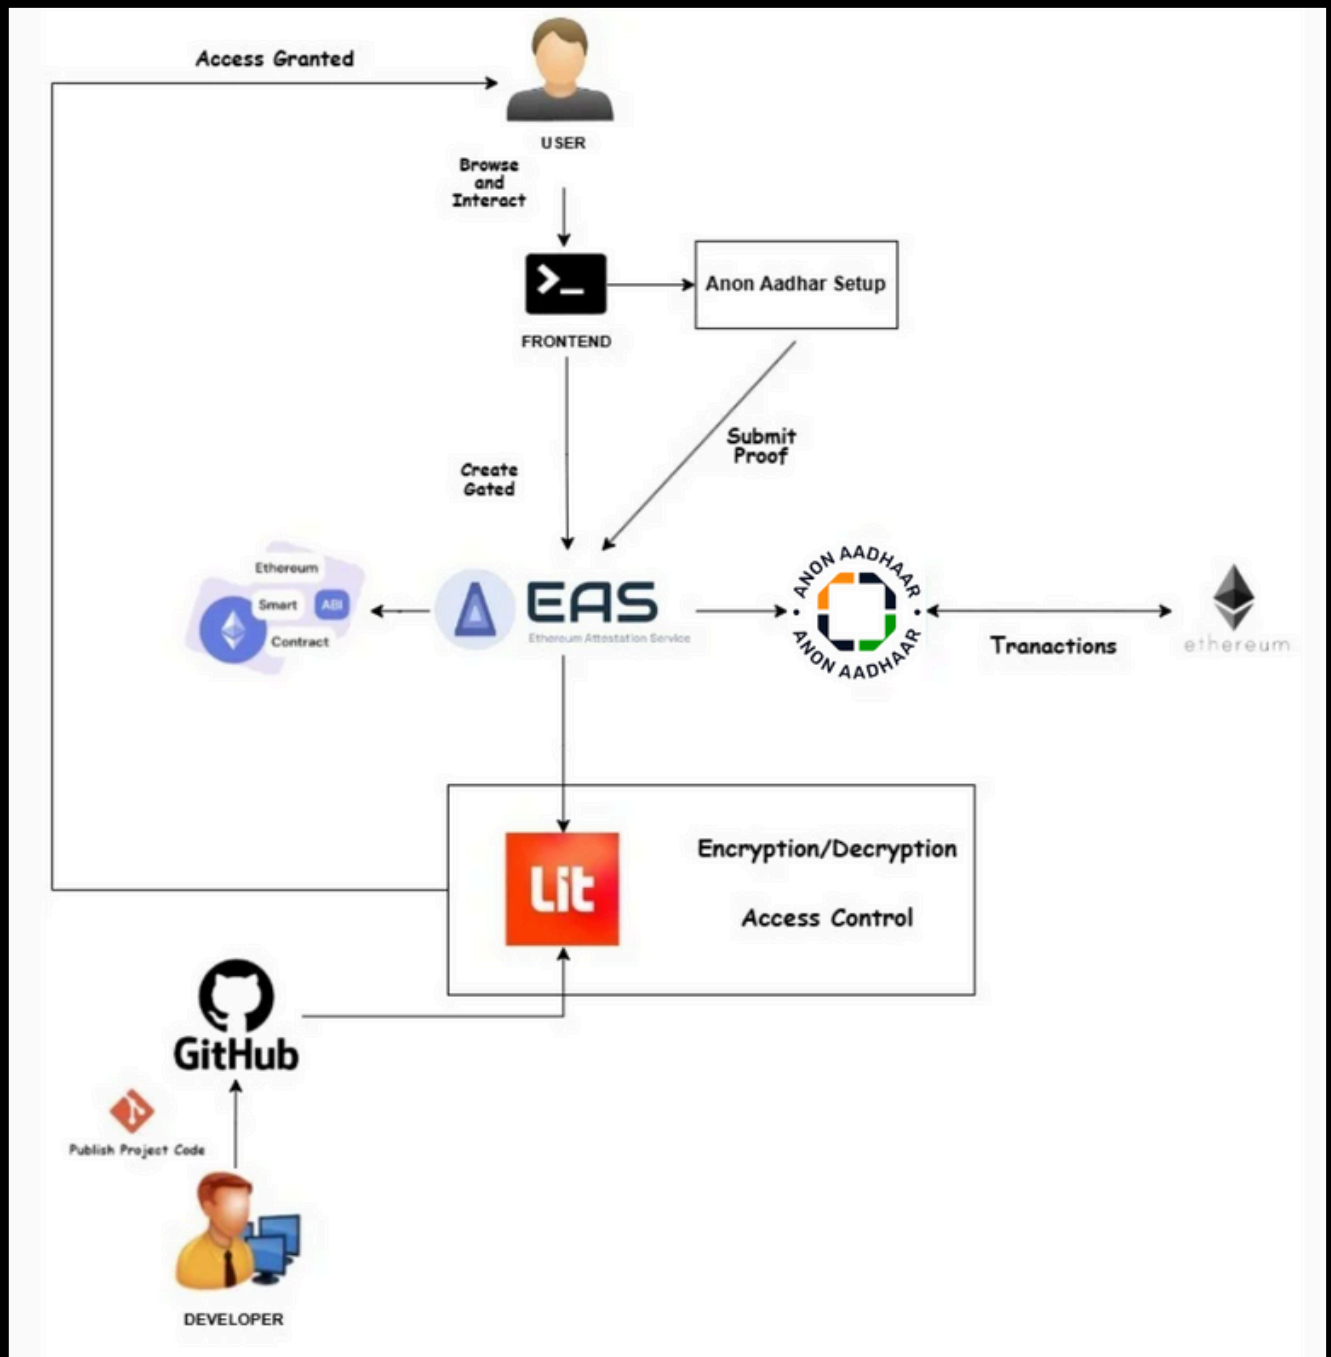 Access Granted
USER
Browse
and
Interact
>_
FRONTEND
Anon Aadhar Setup
Submit
Proof
Create
Gated
Ethereum
Smart
ABI
Contract
EAS
Ethereum Attestation Service
ANON AADHAAR
ANON AADHAAR
Tranactions
ethereum
Lit
Encryption/Decryption
Access Control
GitHub
Publish Project Code
DEVELOPER